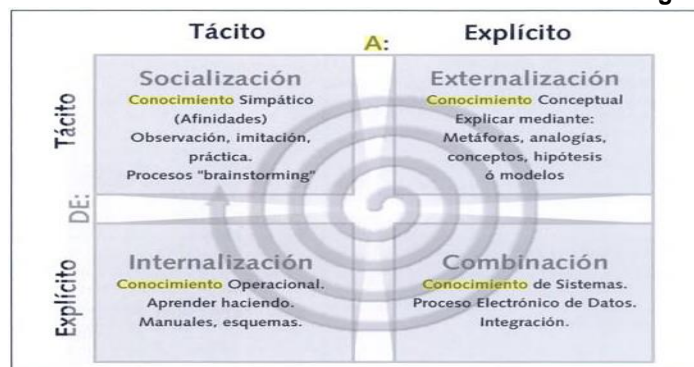 Tácito
A:
Explícito
Tácito
DE:
Explícito
Socialización
Conocimiento Simpático
(Afinidades)
Observación, imitación,
práctica.
Procesos "brainstorming"
Externalización
Conocimiento Conceptual
Explicar mediante:
Metáforas, analogías,
conceptos, hipótesis
ó modelos
Internalización
Conocimiento Operacional.
Aprender haciendo.
Manuales, esquemas.
Combinación
Conocimiento de Sistemas.
Proceso Electrónico de Datos.
Integración.